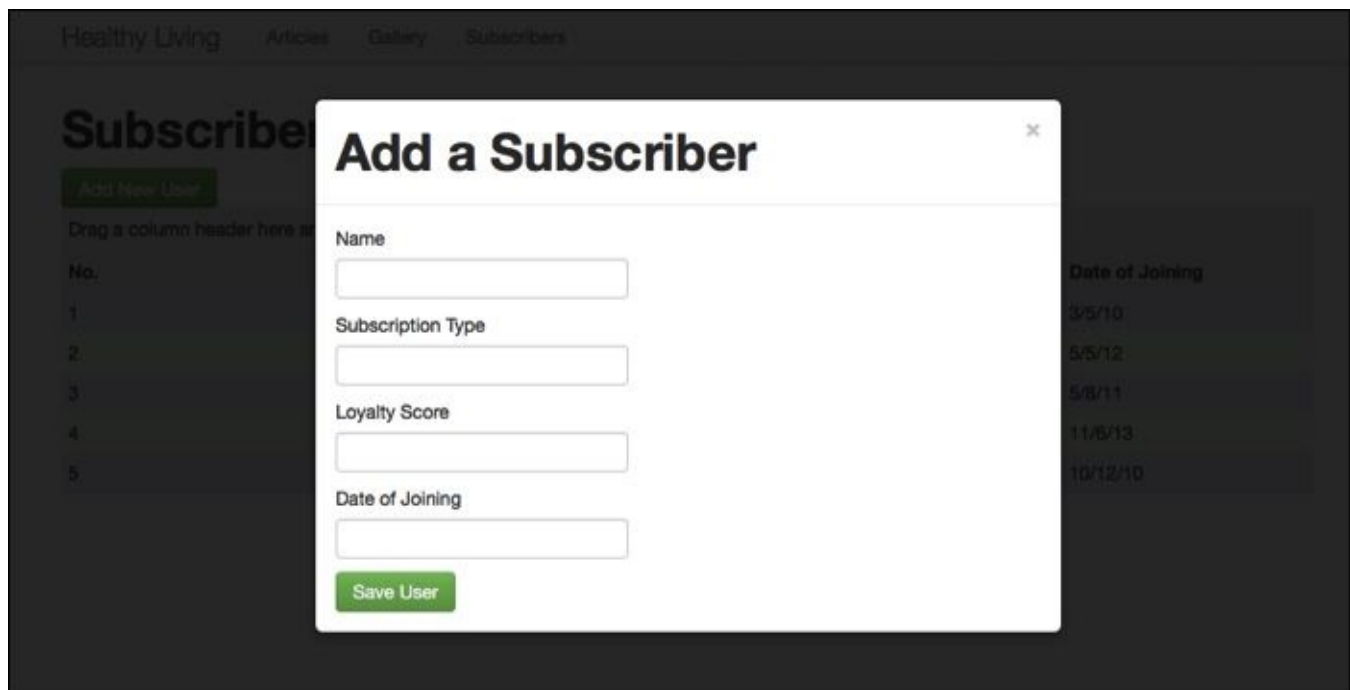 Healthy Living Articles Gallery Subscribers
Subscriber
Add a Subscriber
×
Add New User
Drag a column header here
Name
No. Date of Joining
1 3/5/10
Subscription Type
2 5/5/12
3 5/8/11
Loyalty Score
4 11/6/13
5 10/12/10
Date of Joining
Save User